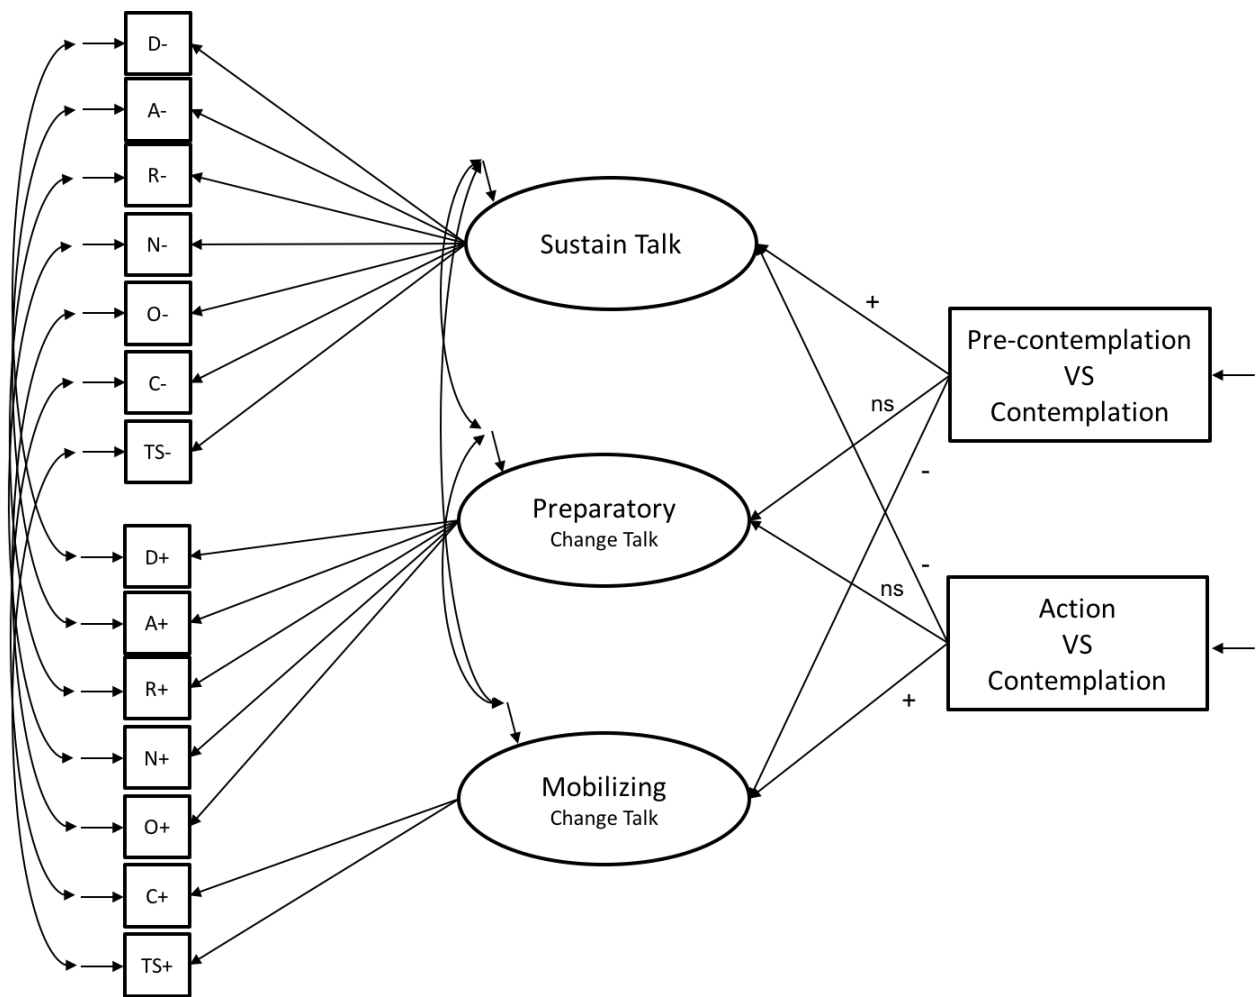 D-
A-
R-
N-
O-
C-
TS-
D+
A+
R+
N+
O+
C+
TS+
Sustain Talk
Preparatory
Change Talk
Mobilizing
Change Talk
+
ns
-
-
ns
+
Pre-contemplation
VS
Contemplation
Action
VS
Contemplation